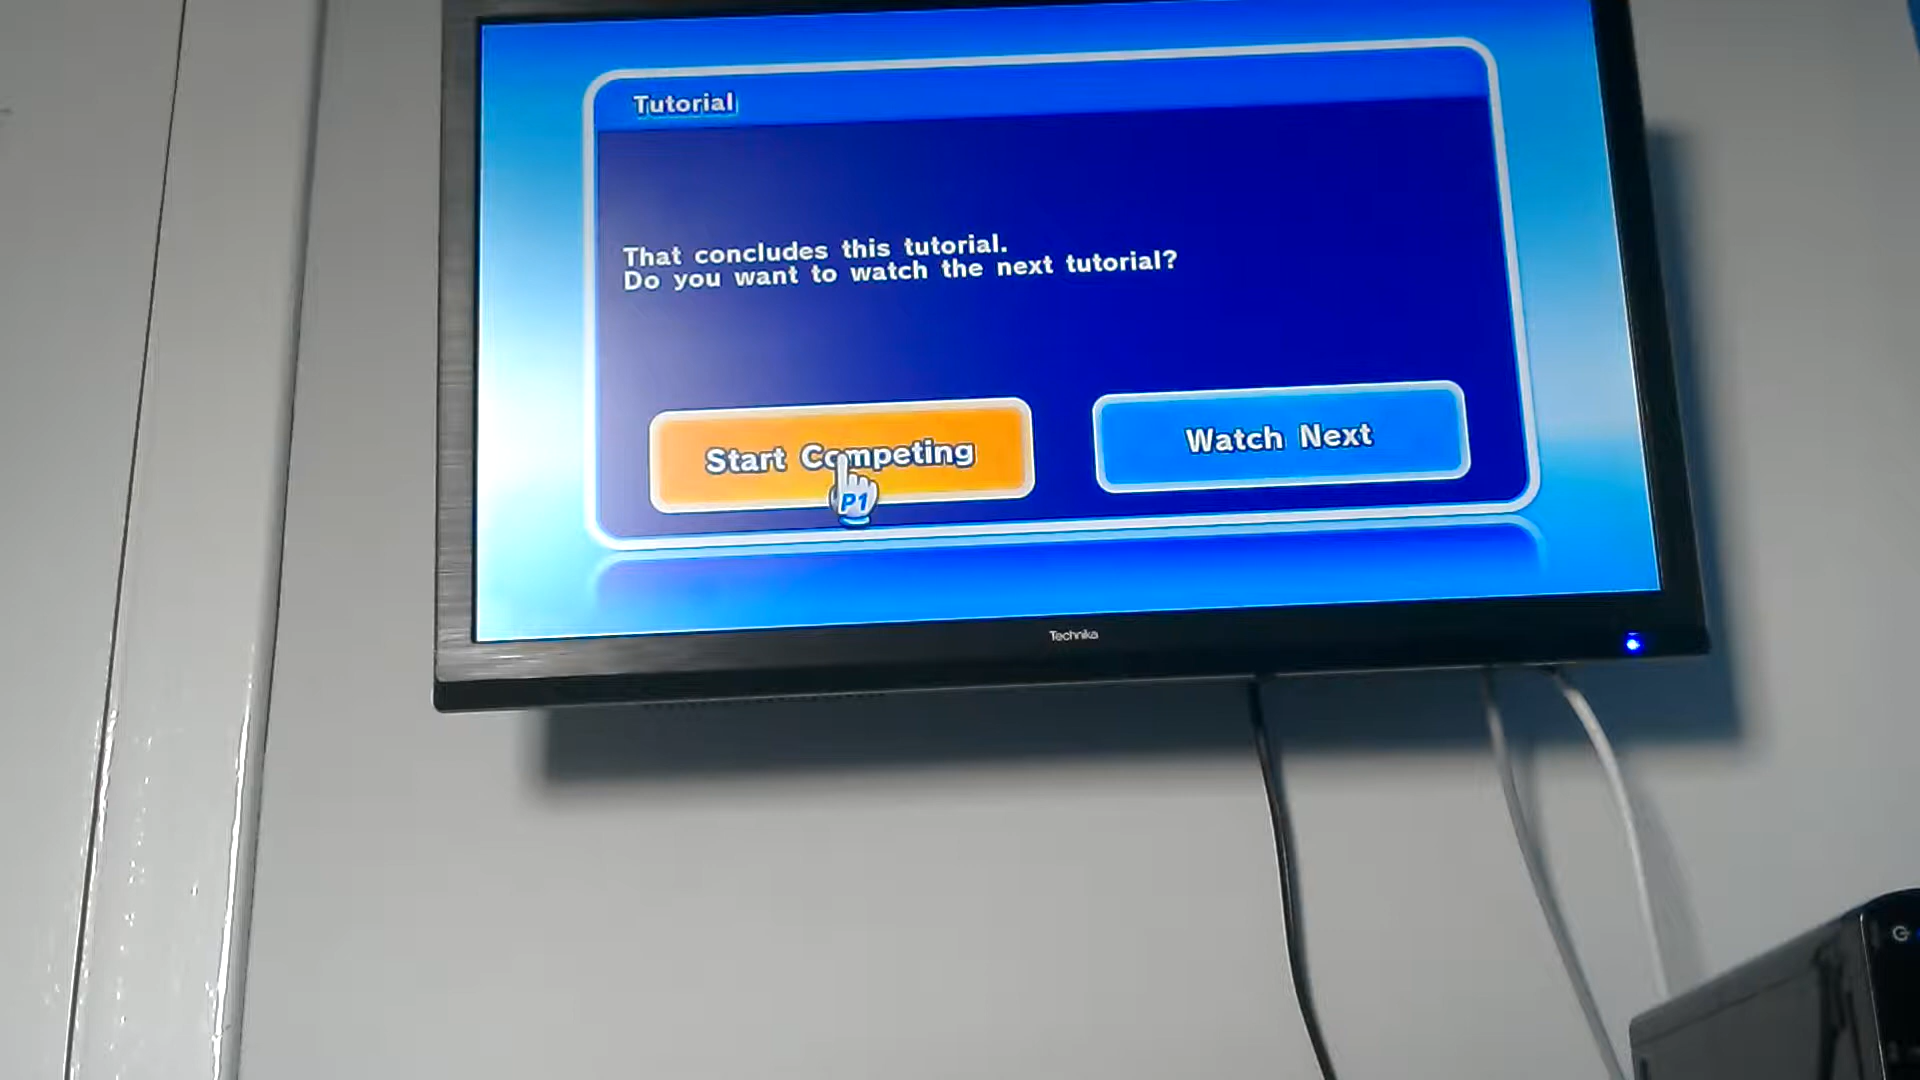 Tutorial
That concludes this tutorial.
Do you want to watch the next tutorial?
Start Competing
Watch Next
P1
Technika